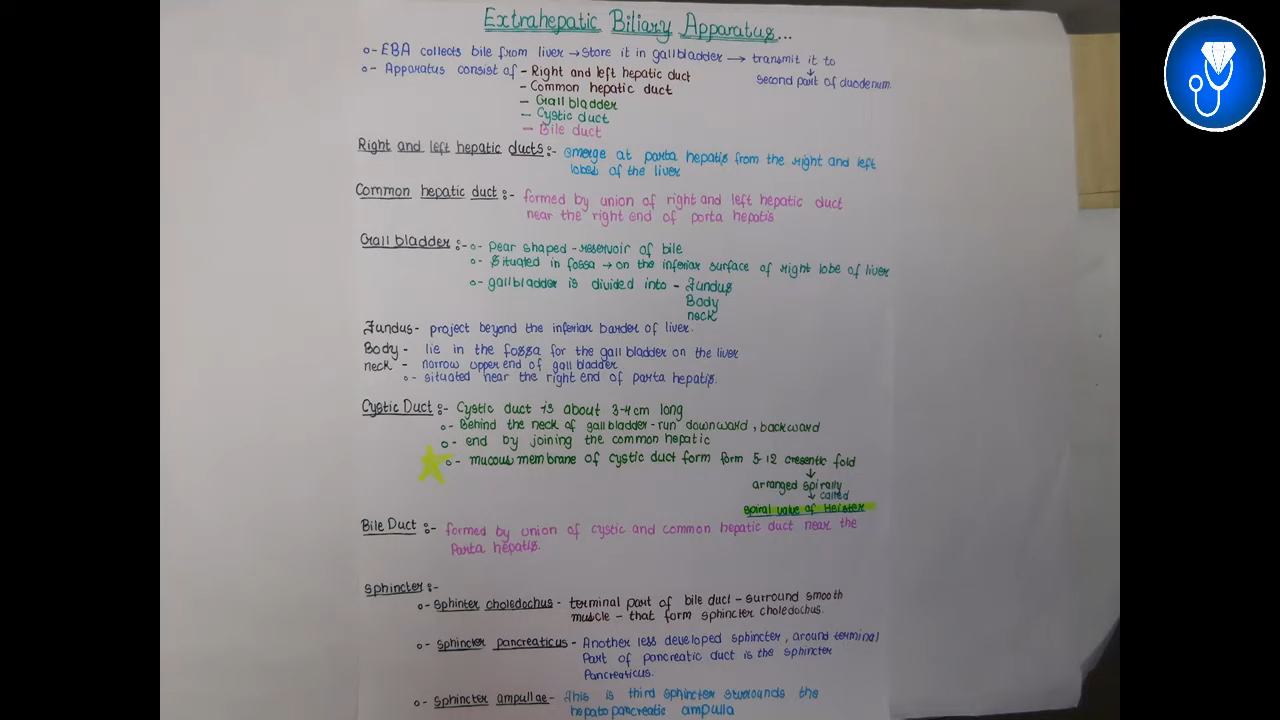 Extrahepatic Biliary Apparatus...
o- EBA collects bile from liver → Store it in gallbladder → transmit it to
↓
second part of duodenum.
o- Apparatus consist of - Right and left hepatic duct
- Common hepatic duct
- Gall bladder
- Cystic duct
- Bile duct
Right and left hepatic ducts :- emerge at porta hepatis from the right and left
lobes of the liver
Common hepatic duct :- formed by union of right and left hepatic duct
near the right end of porta hepatis
Gall bladder :- o- pear shaped - reservoir of bile
o- Situated in fossa → on the inferior surface of right lobe of liver
o- gallbladder is divided into - Fundus
Body
neck
Fundus - project beyond the inferior border of liver.
Body - lie in the fossa for the gall bladder on the liver
neck - narrow upper end of gall bladder
o- situated near the right end of porta hepatis.
Cystic Duct :- Cystic duct is about 3-4 cm long
o- Behind the neck of gallbladder - run downward, backward
o- end by joining the common hepatic
o- mucous membrane of cystic duct form form 5-12 cresentic fold
↓
arranged spirally
↓ called
spiral valve of Heister
Bile Duct :- formed by union of cystic and common hepatic duct near the
Porta hepatis.
Sphincter :-
o- Sphinter choledochus - terminal part of bile duct - surround smooth
muscle - that form sphincter choledochus.
o- Sphincter pancreaticus - Another less developed sphincter, around terminal
Part of pancreatic duct is the sphincter
Pancreaticus.
o- Sphincter ampullae - This is third sphincter sturrounds the
hepato pancreatic ampulla